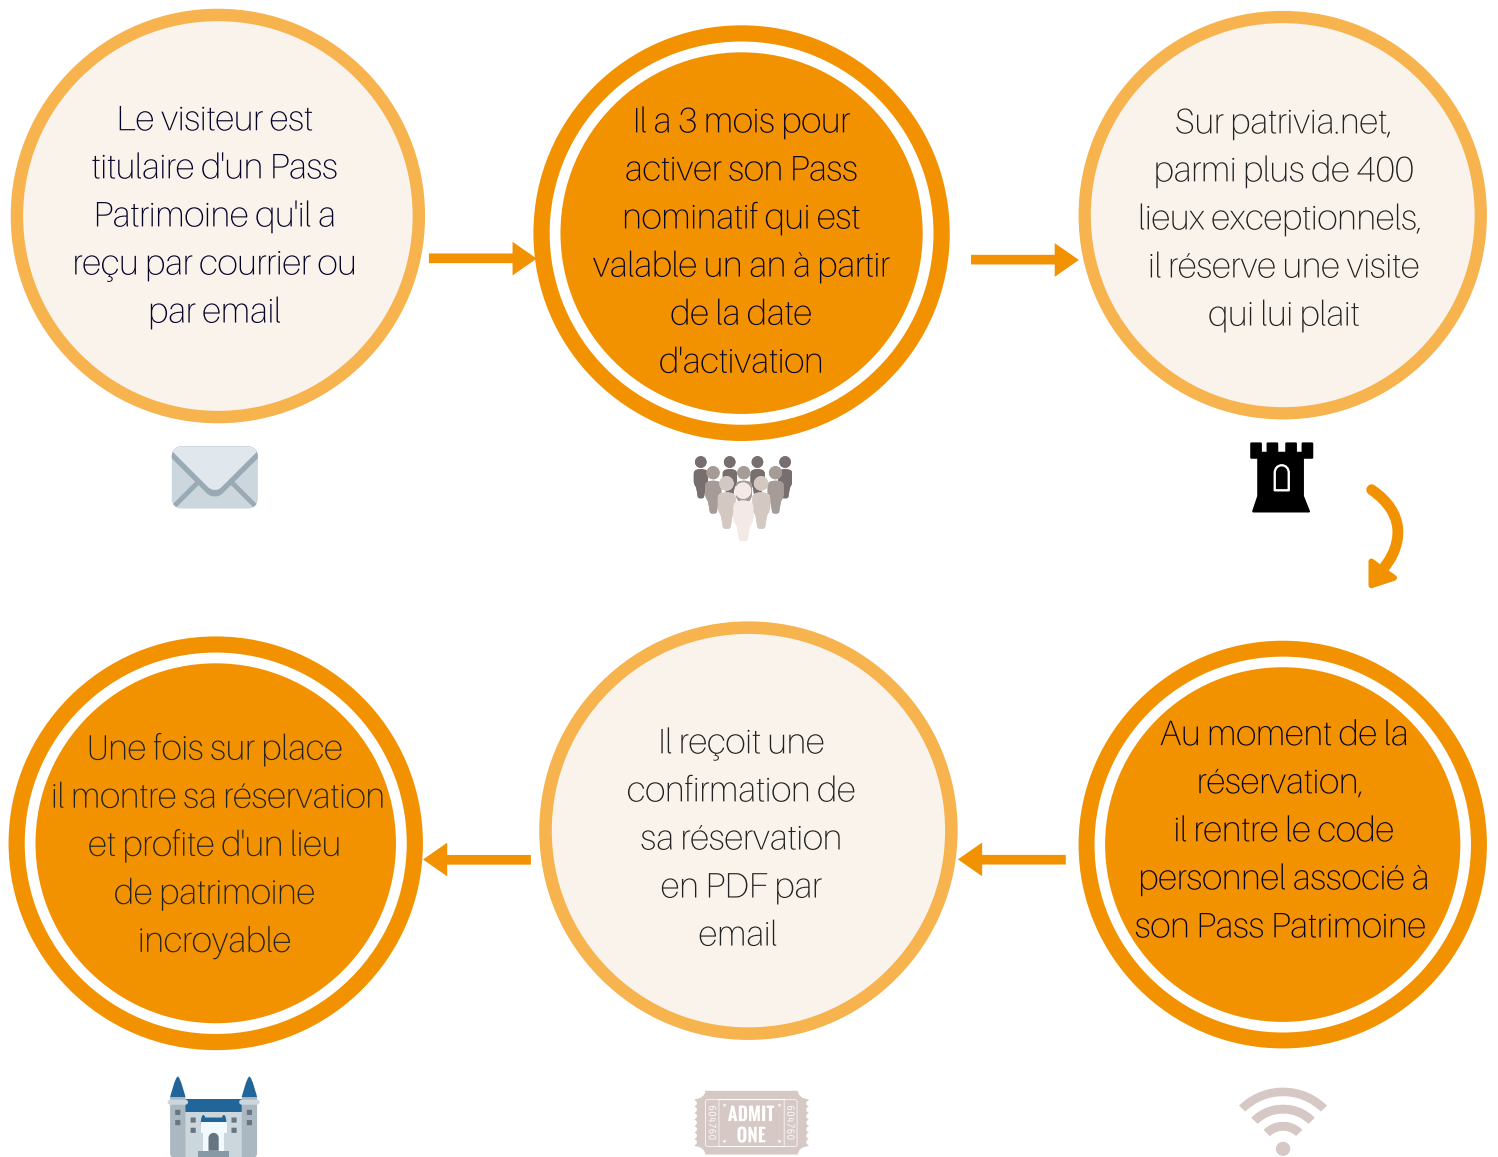 Le visiteur est
titulaire d'un Pass
Patrimoine qu'il a
reçu par courrier ou
par email
Il a 3 mois pour
activer son Pass
nominatif qui est
valable un an à partir
de la date
d'activation
Sur patrivia.net,
parmi plus de 400
lieux exceptionnels,
il réserve une visite
qui lui plait
Au moment de la
réservation,
il rentre le code
personnel associé à
son Pass Patrimoine
Il reçoit une
confirmation de
sa réservation
en PDF par
email
Une fois sur place
il montre sa réservation
et profite d'un lieu
de patrimoine
incroyable
604760
ADMIT
ONE
604760